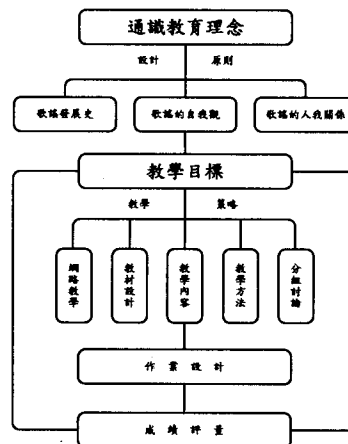 通識教育理念
設計 原則
歌謠發展史 歌謠的自我觀 歌謠的人我關係
教學目標
教學 策略
網路教學 教材設計 教學內容 教學方法 分組討論
作業設計
成績評量